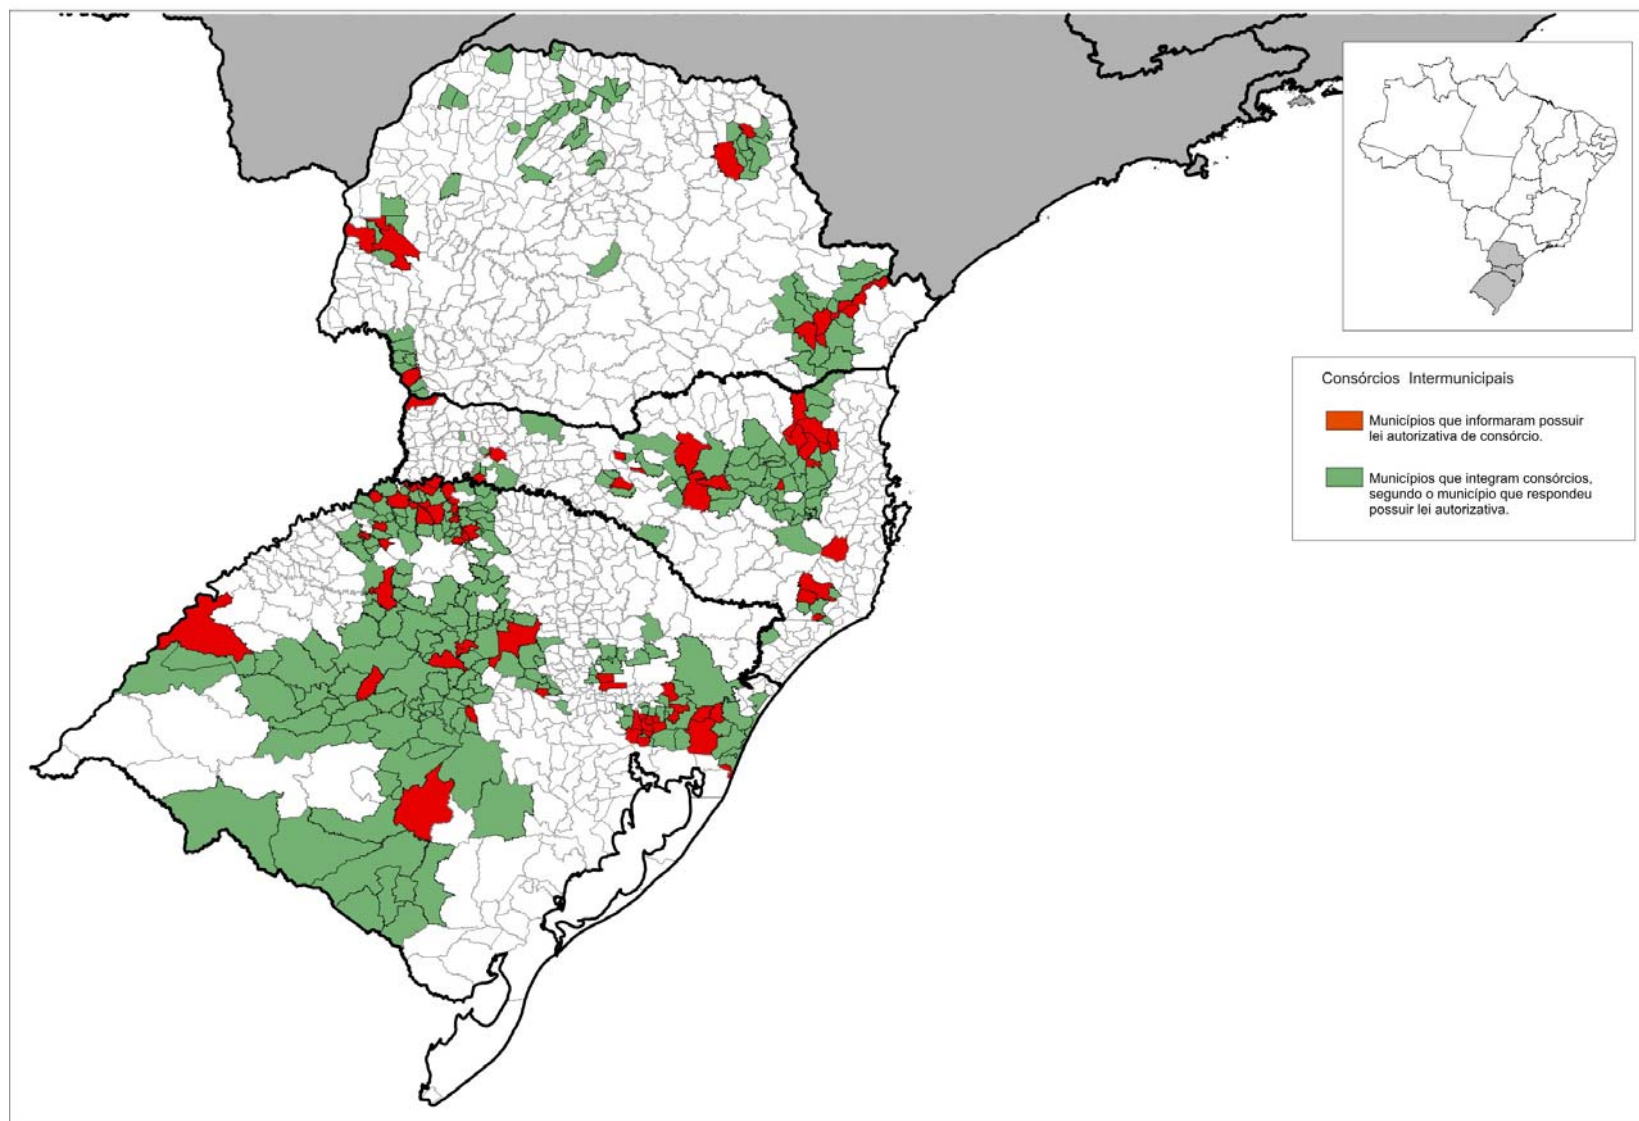 Consórcios Intermunicipais
Municípios que informaram possuir
lei autorizativa de consórcio.
Municípios que integram consórcios,
segundo o município que respondeu
possuir lei autorizativa.